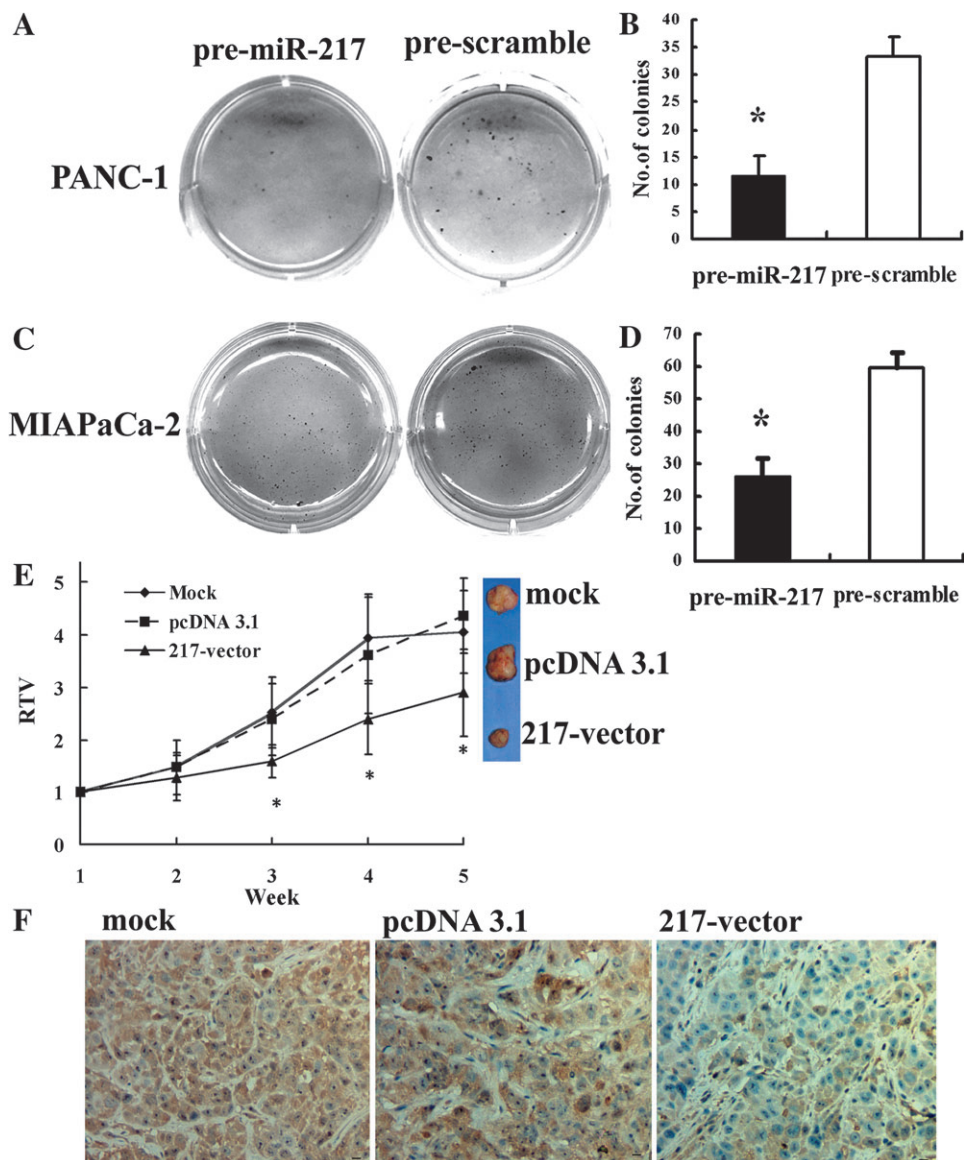 A
pre-miR-217 pre-scramble
PANC-1
B
No.of colonies
40
35
30
25
20
15
10
5
0
*
pre-miR-217 pre-scramble
C
MIAPaCa-2
D
No.of colonies
70
60
50
40
30
20
10
0
*
pre-miR-217 pre-scramble
E
RTV
5
4
3
2
1
0
Mock
pcDNA 3.1
217-vector
* * *
1 2 3 4 5
Week
mock
pcDNA 3.1
217-vector
F
mock pcDNA 3.1 217-vector